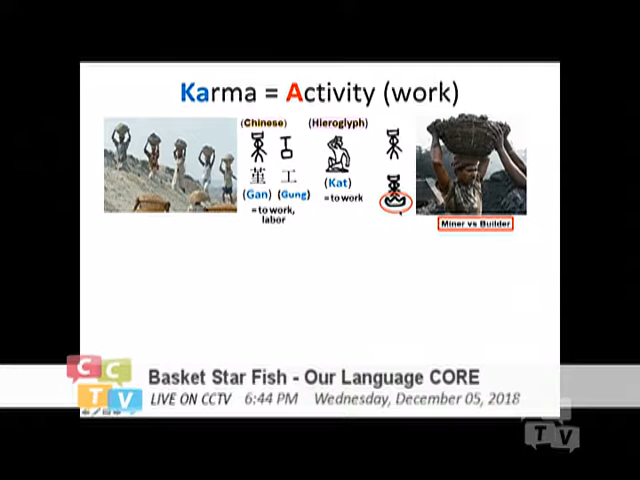 Karma = Activity (work)
(Chinese)
(Hieroglyph)
堇 工
(Gan) (Gung)
= to work,
labor
(Kat)
= to work
Miner vs Builder
CCTV
Basket Star Fish - Our Language CORE
LIVE ON CCTV 6:44 PM Wednesday, December 05, 2018
TV